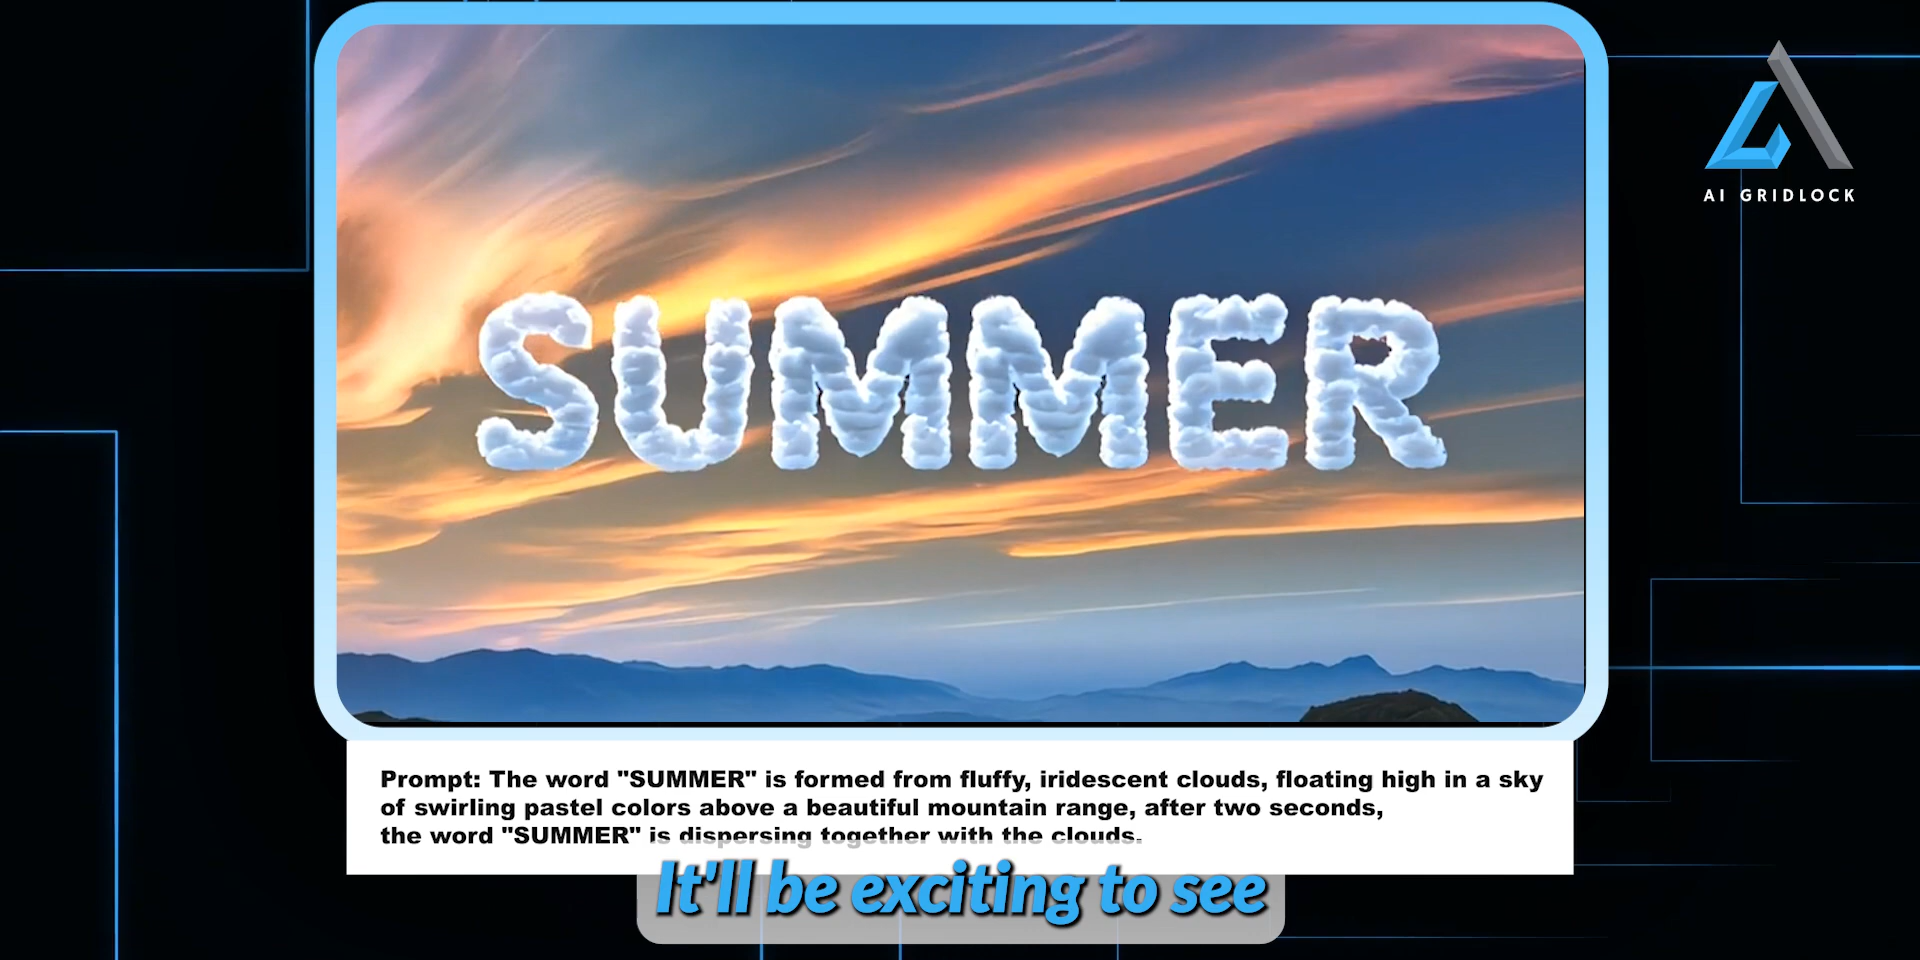 AI GRIDLOCK
SUMMER
Prompt: The word "SUMMER" is formed from fluffy, iridescent clouds, floating high in a sky
of swirling pastel colors above a beautiful mountain range, after two seconds,
the word "SUMMER" is dispersing together with the clouds.
It'll be exciting to see